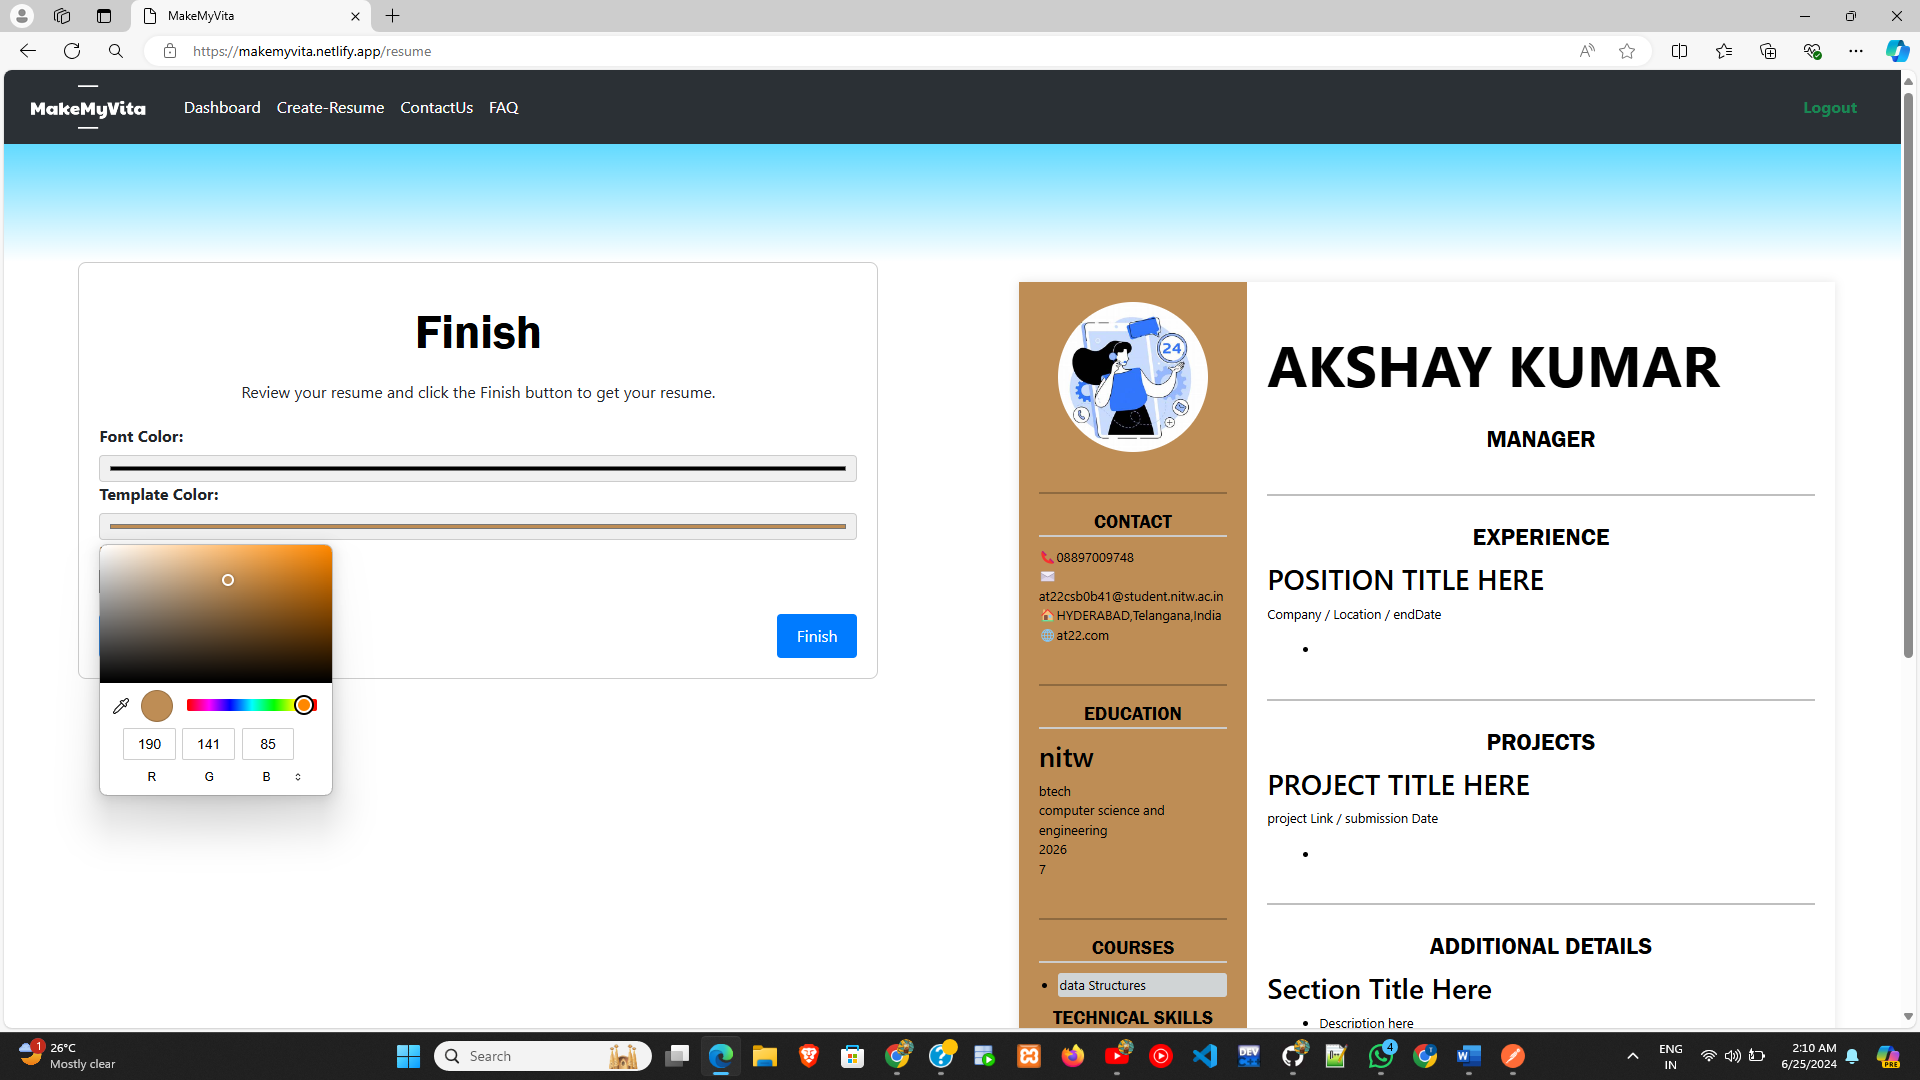 MakeMyVita
https://makemyvita.netlify.app/resume
MakeMyVita
Dashboard Create-Resume ContactUs FAQ
Logout
Finish
Review your resume and click the Finish button to get your resume.
Font Color:
Template Color:
Finish
190 141 85
R G B
24
CONTACT
08897009748
at22csb0b41@student.nitw.ac.in
HYDERABAD,Telangana,India
at22.com
EDUCATION
nitw
btech
computer science and
engineering
2026
7
COURSES
data Structures
TECHNICAL SKILLS
AKSHAY KUMAR
MANAGER
EXPERIENCE
POSITION TITLE HERE
Company / Location / endDate
PROJECTS
PROJECT TITLE HERE
project Link / submission Date
ADDITIONAL DETAILS
Section Title Here
Description here
1
26°C
Mostly clear
Search
DEV
4
ENG
IN
2:10 AM
6/25/2024
PRE